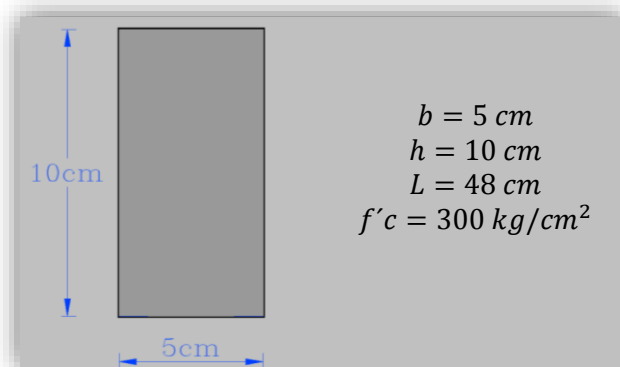 10cm
5cm
b = 5 cm
h = 10 cm
L = 48 cm
f´c = 300 kg/cm²